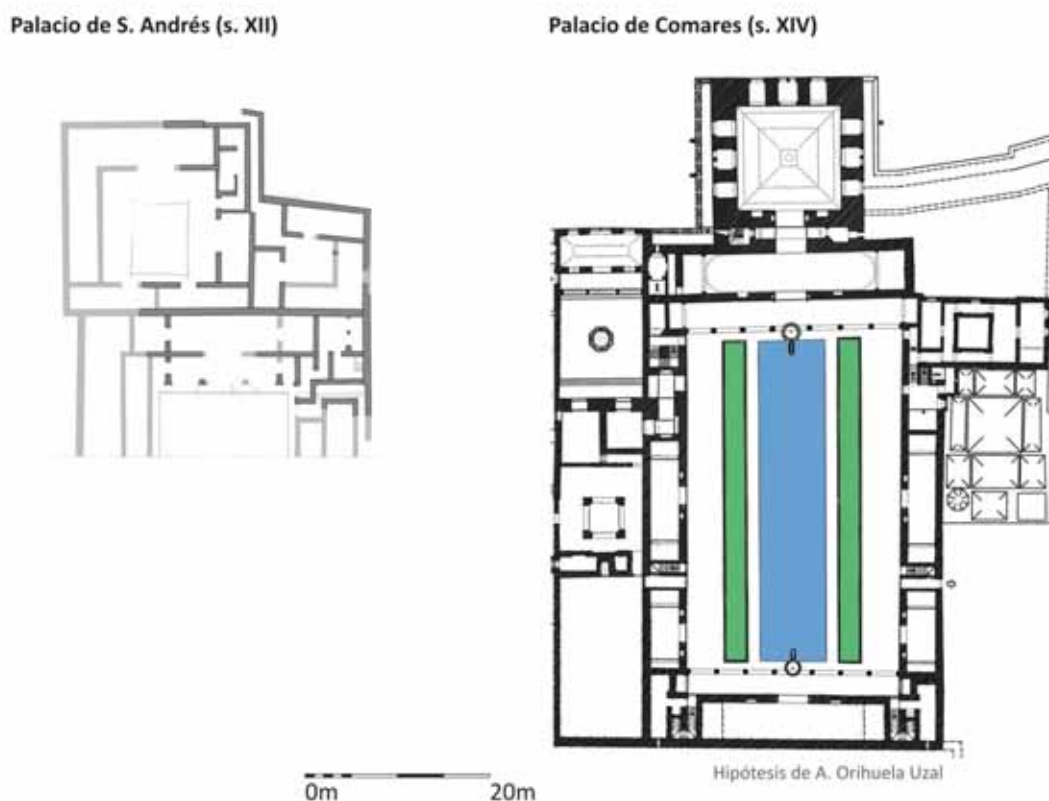 Palacio de S. Andrés (s. XII)
Palacio de Comares (s. XIV)
Hipótesis de A. Orihuela Uzal
0m 20m